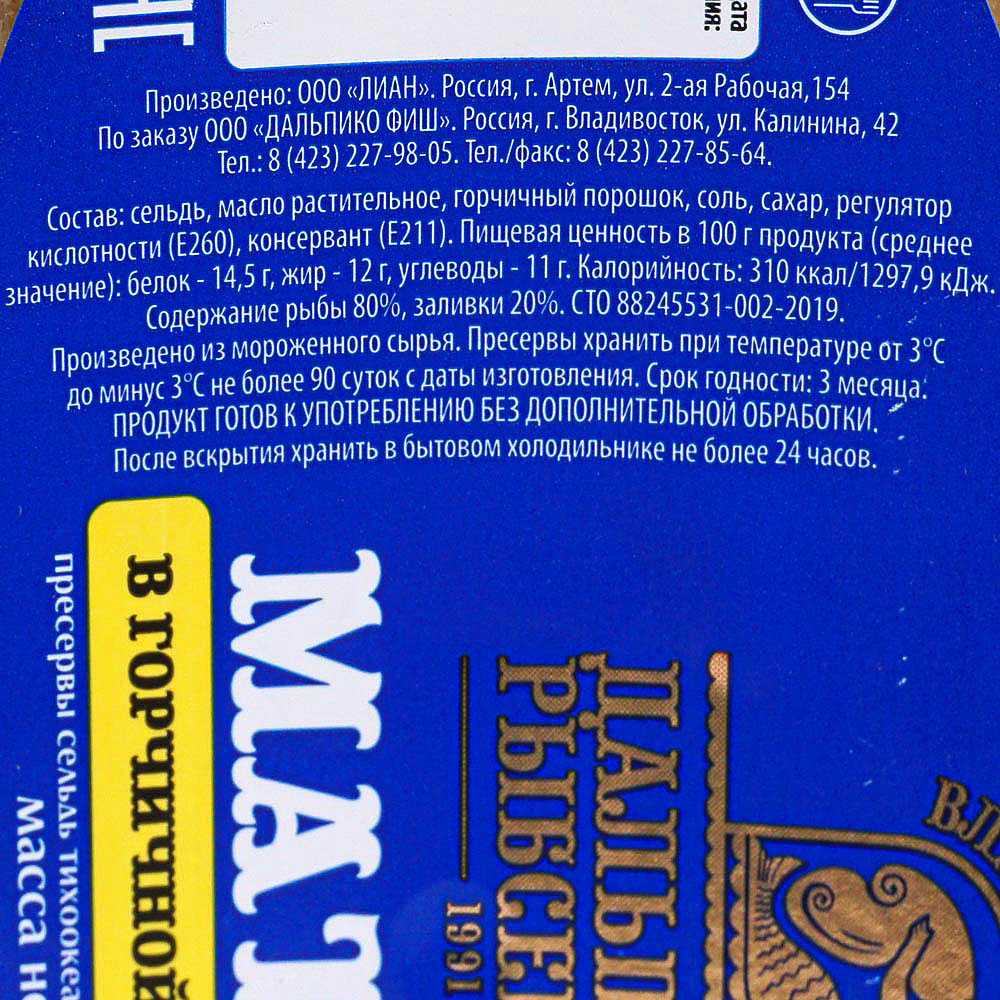 Произведено: ООО «ЛИАН». Россия, г. Артем, ул. 2-ая Рабочая,154
По заказу ООО «ДАЛЬПИКО ФИШ». Россия, г. Владивосток, ул. Калинина, 42
Тел.: 8 (423) 227-98-05. Тел./факс: 8 (423) 227-85-64.
Состав: сельдь, масло растительное, горчичный порошок, соль, сахар, регулятор
кислотности (Е260), консервант (Е211). Пищевая ценность в 100 г продукта (среднее
значение): белок - 14,5 г, жир - 12 г, углеводы - 11 г. Калорийность: 310 ккал/1297,9 кДж.
Содержание рыбы 80%, заливки 20%. СТО 88245531-002-2019.
Произведено из мороженного сырья. Пресервы хранить при температуре от 3°С
до минус 3°С не более 90 суток с даты изготовления. Срок годности: 3 месяца.
ПРОДУКТ ГОТОВ К УПОТРЕБЛЕНИЮ БЕЗ ДОПОЛНИТЕЛЬНОЙ ОБРАБОТКИ.
После вскрытия хранить в бытовом холодильнике не более 24 часов.
МАТ
в горчичной
пресервы сельдь тихоокеа
масса не
1991